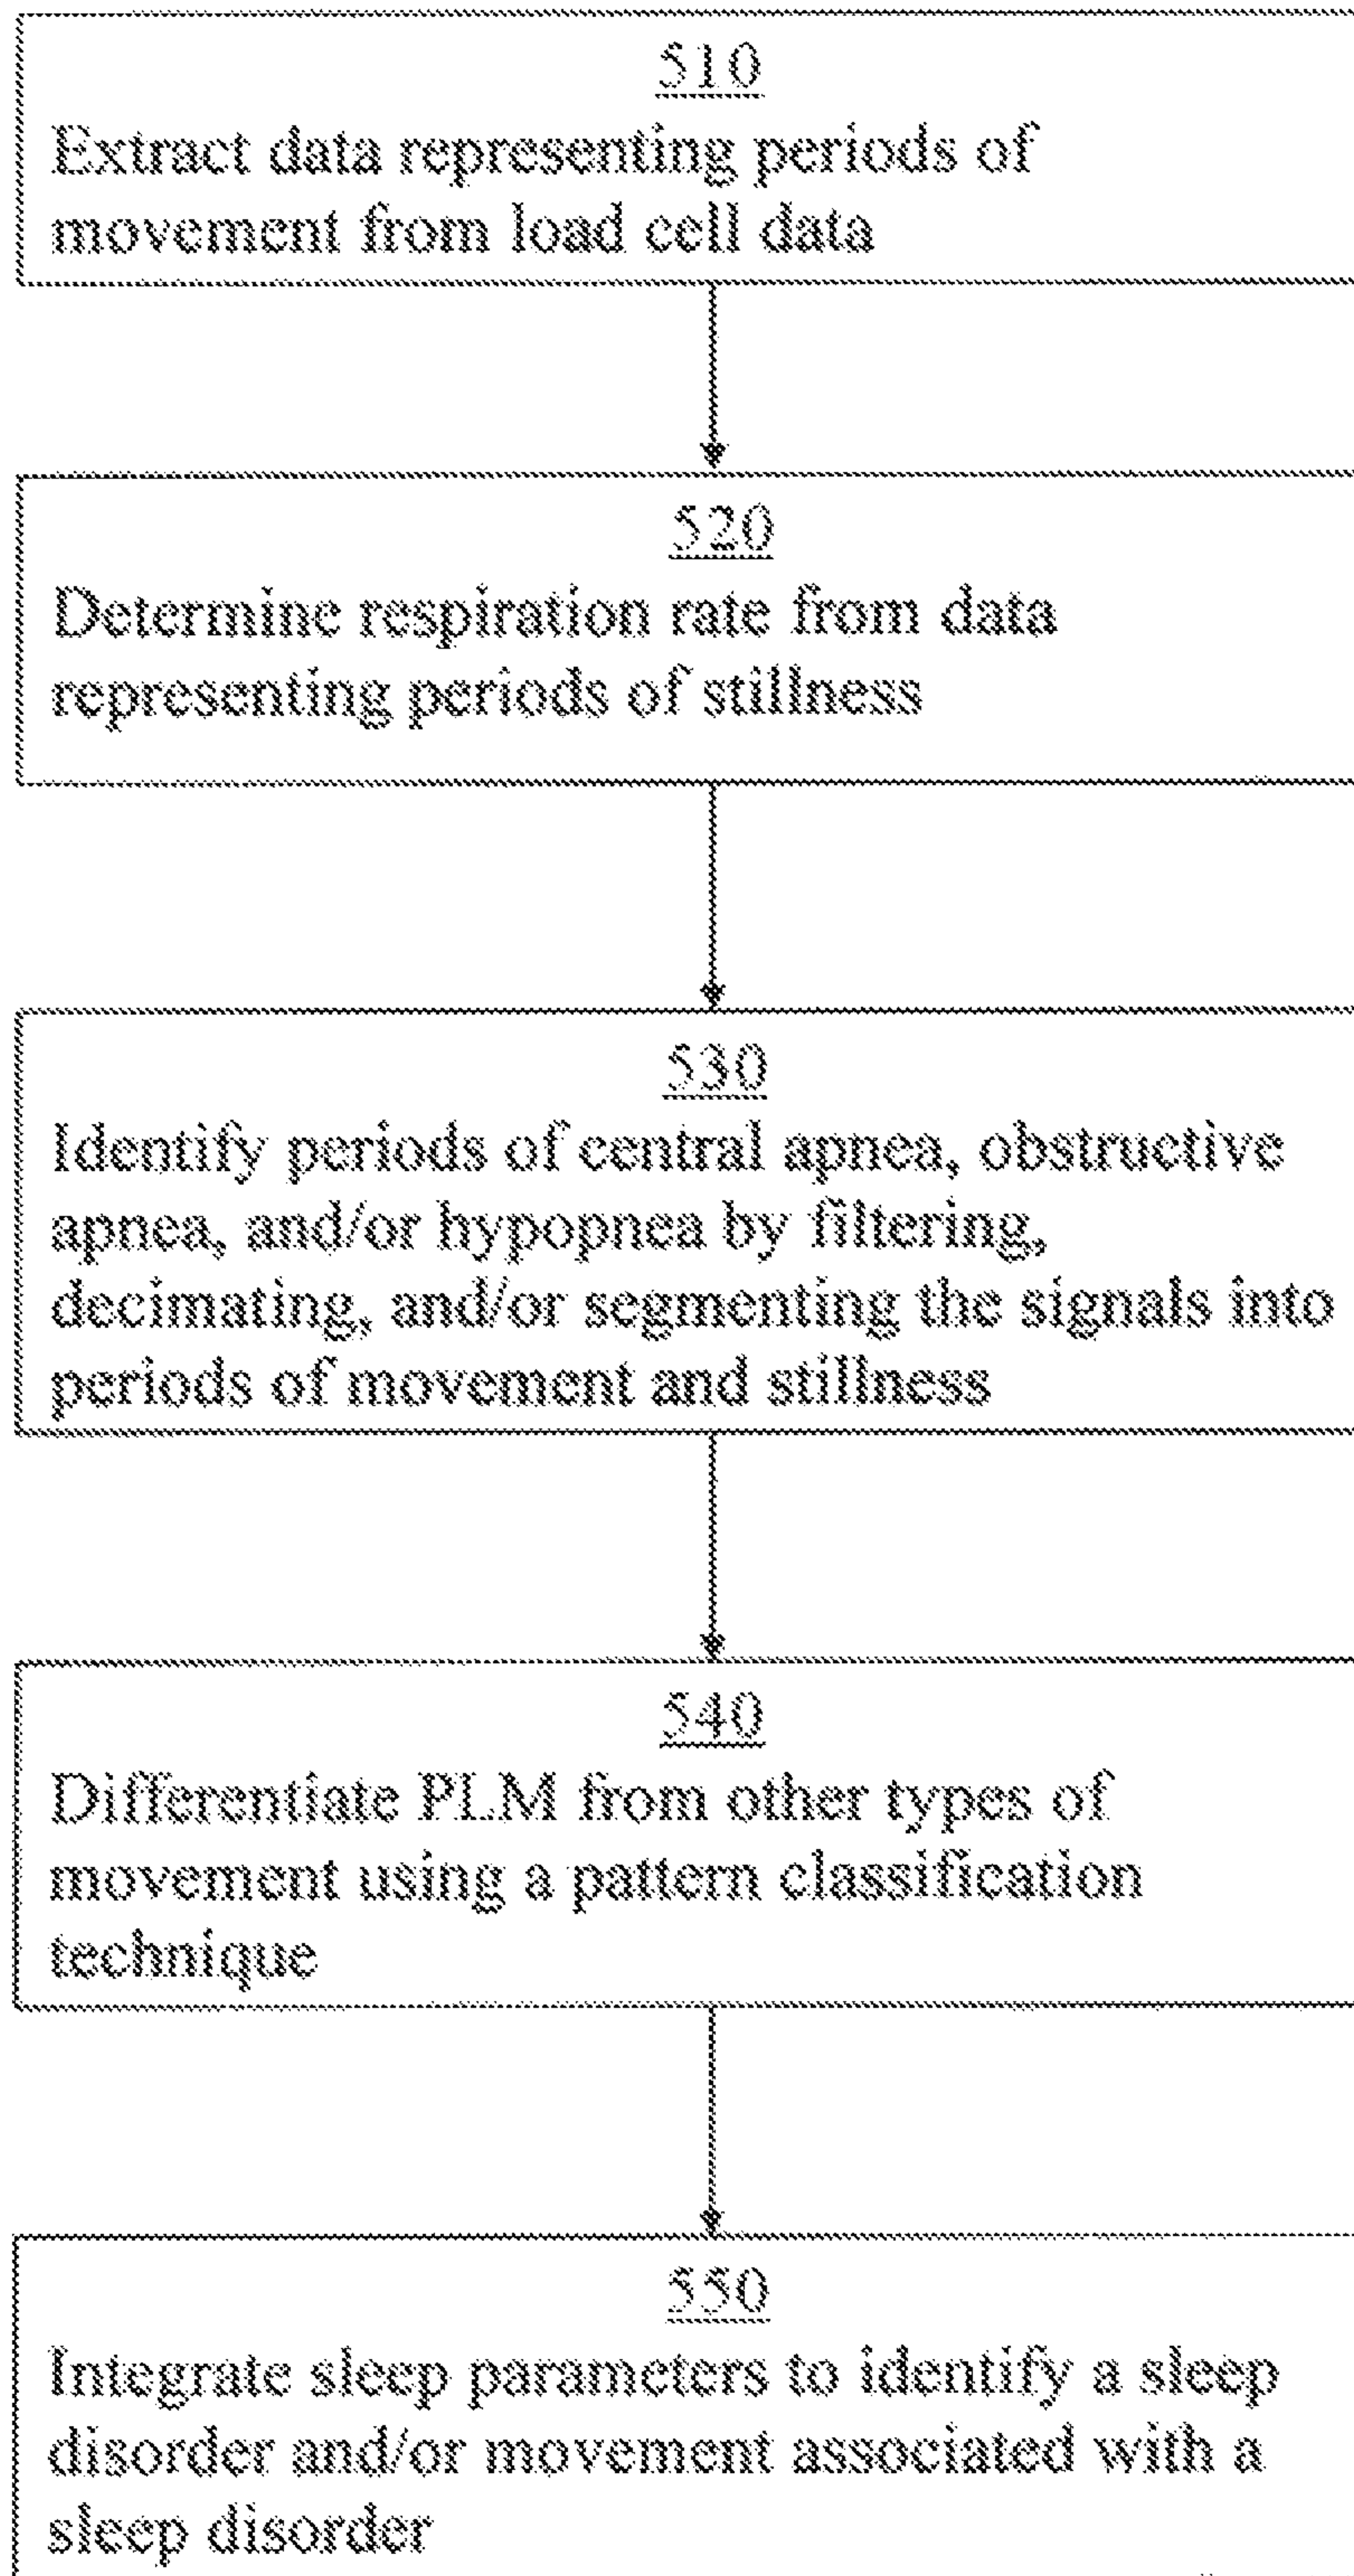 510
Extract data representing periods of
movement from load cell data
520
Determine respiration rate from data
representing periods of stillness
530
Identify periods of central apnea, obstructive
apnea, and/or hypopnea by filtering,
decimating, and/or segmenting the signals into
periods of movement and stillness
540
Differentiate PLM from other types of
movement using a pattern classification
technique
550
Integrate sleep parameters to identify a sleep
disorder and/or movement associated with a
sleep disorder